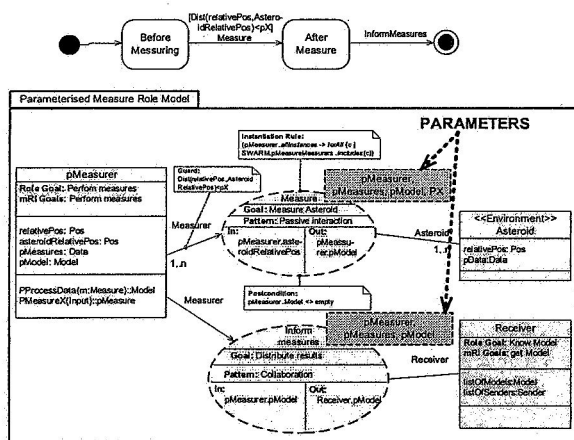 [Dist(relativePos,Astero-
idRelativePos)<pX]
Measure
InformMeasures
Before
Messuring
After
Measure
Parameterised Measure Role Model
PARAMETERS
Instantiation Rule:
{pMeasurer.allInstances -> forAll {c |
SWARM.pMeasureMeasurers .includes(c)}
pMeasurer
Role Goal: Perfom measures
mRI Goals: Perform measures
relativePos: Pos
asteroidRelativePos: Pos
pMeasures: Data
pModel: Model
PProcessData(m:Measure)::Model
PMeasureX(Input)::pMeasure
Guard:
Dist(relativePos,Asteroid
RelativePos)<pX
Measurer
1..n
pMeasurer,
pMeasures, pModel, PX
Measure
Goal: Measure Asteroid
Pattern: Passive interaction
In:
pMeasurer.aste-
roidRelativePos
Out:
pMeasu-
rer.pModel
Asteroid
1..n
<<Environment>>
Asteroid:
relativePos: Pos
pData:Data
Postcondition:
pMeasurer.Model <> empty
Measurer
pMeasurer,
pMeasures, pModel
Inform
measures
Goal: Distribute results
Pattern: Collaboration
In:
pMeasurer.pModel
Out:
Receiver.pModel
Receiver
Receiver
Role Goal: Know Model
mRI Goals: get Model
listOfModels:Model
listOfSenders:Sender